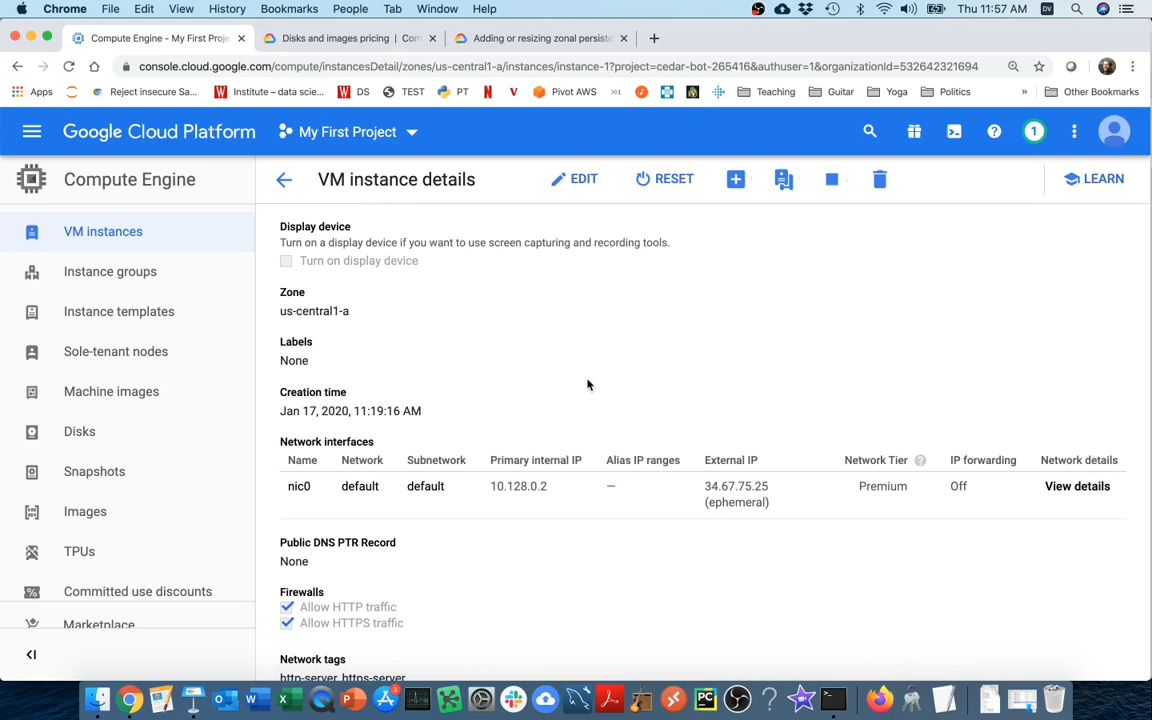 Chrome File Edit View History Bookmarks People Tab Window Help
Thu 11:57 AM DV
Compute Engine - My First Proje
Disks and images pricing | Com
Adding or resizing zonal persiste
console.cloud.google.com/compute/instancesDetail/zones/us-central1-a/instances/instance-1?project=cedar-bot-265416&authuser=1&organizationId=532642321694
Apps Reject insecure Sa... Institute – data scie... DS TEST PT Pivot AWS Teaching Guitar Yoga Politics » Other Bookmarks
Google Cloud Platform My First Project 1
Compute Engine
VM instance details EDIT RESET LEARN
VM instances
Instance groups
Instance templates
Sole-tenant nodes
Machine images
Disks
Snapshots
Images
TPUs
Committed use discounts
Marketplace
Display device
Turn on a display device if you want to use screen capturing and recording tools.
Turn on display device
Zone
us-central1-a
Labels
None
Creation time
Jan 17, 2020, 11:19:16 AM
Network interfaces
Name Network Subnetwork Primary internal IP Alias IP ranges External IP Network Tier IP forwarding Network details
nic0 default default 10.128.0.2 — 34.67.75.25 Premium Off View details
(ephemeral)
Public DNS PTR Record
None
Firewalls
Allow HTTP traffic
Allow HTTPS traffic
Network tags
http-server, https-server